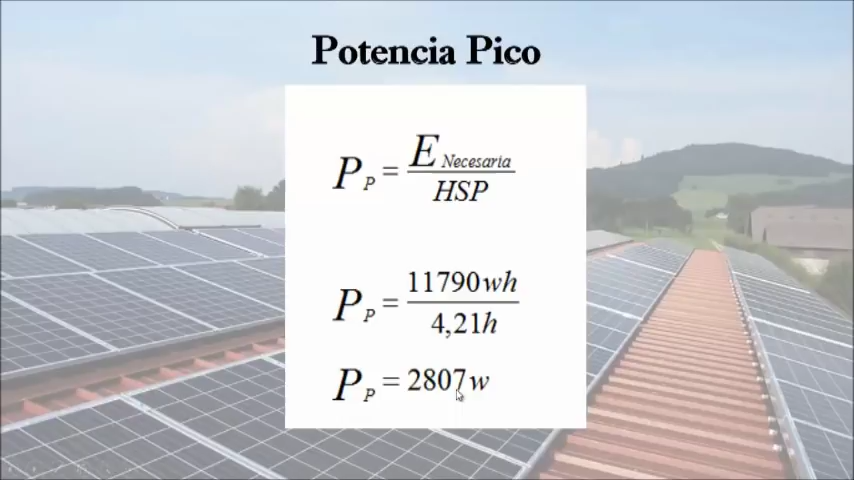 Potencia Pico
P_P = E_Necesaria / HSP
P_P = 11790wh / 4,21h
P_P = 2807w